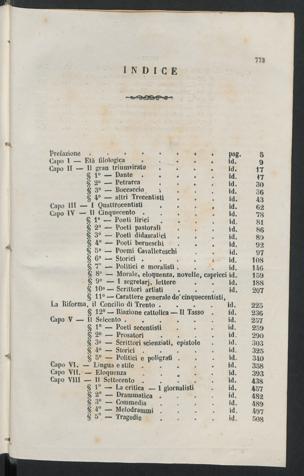 773
INDICE
Prefazione . . . . . . . pag. 5
Capo I — Età filologica . . . . . . id. 9
Capo II — Il gran triumvirato . . . . . id. 17
§ 1° — Dante . . . . . . id. 17
§ 2° — Petrarca . . . . . id. 30
§ 3° — Boccaccio . . . . . id. 36
§ 4° — altri Trecentisti . . . . id. 43
Capo III — I Quattrocentisti . . . . . id. 62
Capo IV — Il Cinquecento . . . . . . id. 78
§ 1° — Poeti lirici . . . . . id. 81
§ 2° — Poeti pastorali . . . . id. 86
§ 3° — Poeti didascalici . . . . id. 89
§ 4° — Poeti berneschi . . . . id. 92
§ 5° — Poemi Cavallereschi . . . . id. 97
§ 6° — Storici . . . . . . id. 108
§ 7° — Politici e moralisti . . . . id. 146
§ 8° — Morale, eloquenza, novelle, capricci id. 159
§ 9° — I segretarj, lettere . . . . id. 188
§ 10° — Scrittori artisti . . . . id. 207
§ 11° — Carattere generale de' cinquecentisti,
La Riforma, il Concilio di Trento . . . . id. 225
§ 12° — Riazione cattolica — Il Tasso . . id. 236
Capo V — Il Seicento . . . . . . id. 257
§ 1° — Poeti secentisti . . . . id. 259
§ 2° — Prosatori . . . . . id. 290
§ 3° — Scrittori scienziati, epistole . . id. 303
§ 4° — Storici . . . . . . id. 325
§ 5° — Politici e poligrafi . . . . id. 340
Capo VI. — Lingua e stile . . . . . id. 358
Capo VII. — Eloquenza . . . . . . id. 393
Capo VIII — Il Settecento . . . . . id. 438
§ 1° — La critica — I giornalisti . . . id. 457
§ 2° — Drammatica . . . . . id. 482
§ 3° — Commedia . . . . . id. 489
§ 4° — Melodrammi . . . . . id. 497
§ 5° — Tragedie . . . . . id. 508